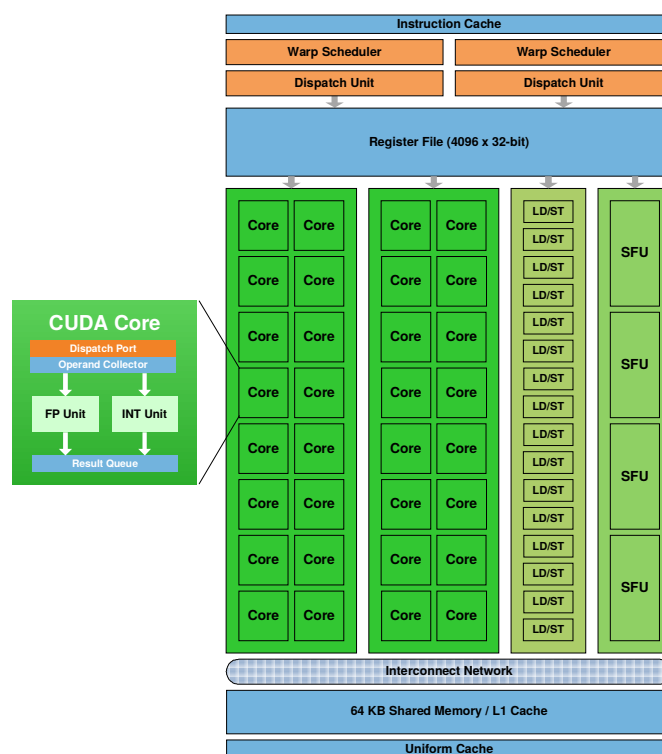 Instruction Cache
Warp Scheduler Warp Scheduler
Dispatch Unit Dispatch Unit
Register File (4096 x 32-bit)
Core Core Core Core LD/ST
LD/ST
SFU
Core Core Core Core LD/ST
LD/ST
Core Core Core Core LD/ST
LD/ST
SFU
Core Core Core Core LD/ST
LD/ST
Core Core Core Core LD/ST
LD/ST
SFU
Core Core Core Core LD/ST
LD/ST
Core Core Core Core LD/ST
LD/ST
SFU
Core Core Core Core LD/ST
LD/ST
CUDA Core
Dispatch Port
Operand Collector
FP Unit INT Unit
Result Queue
Interconnect Network
64 KB Shared Memory / L1 Cache
Uniform Cache